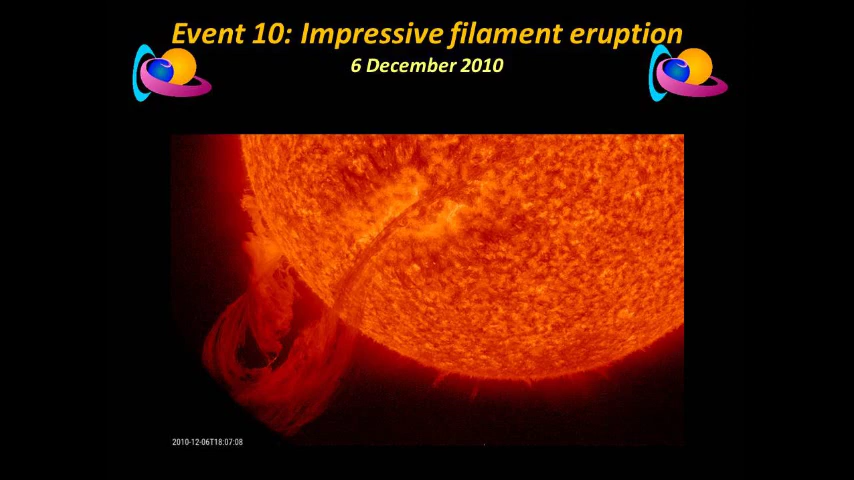 Event 10: Impressive filament eruption
6 December 2010
2010-12-06T18:07:08